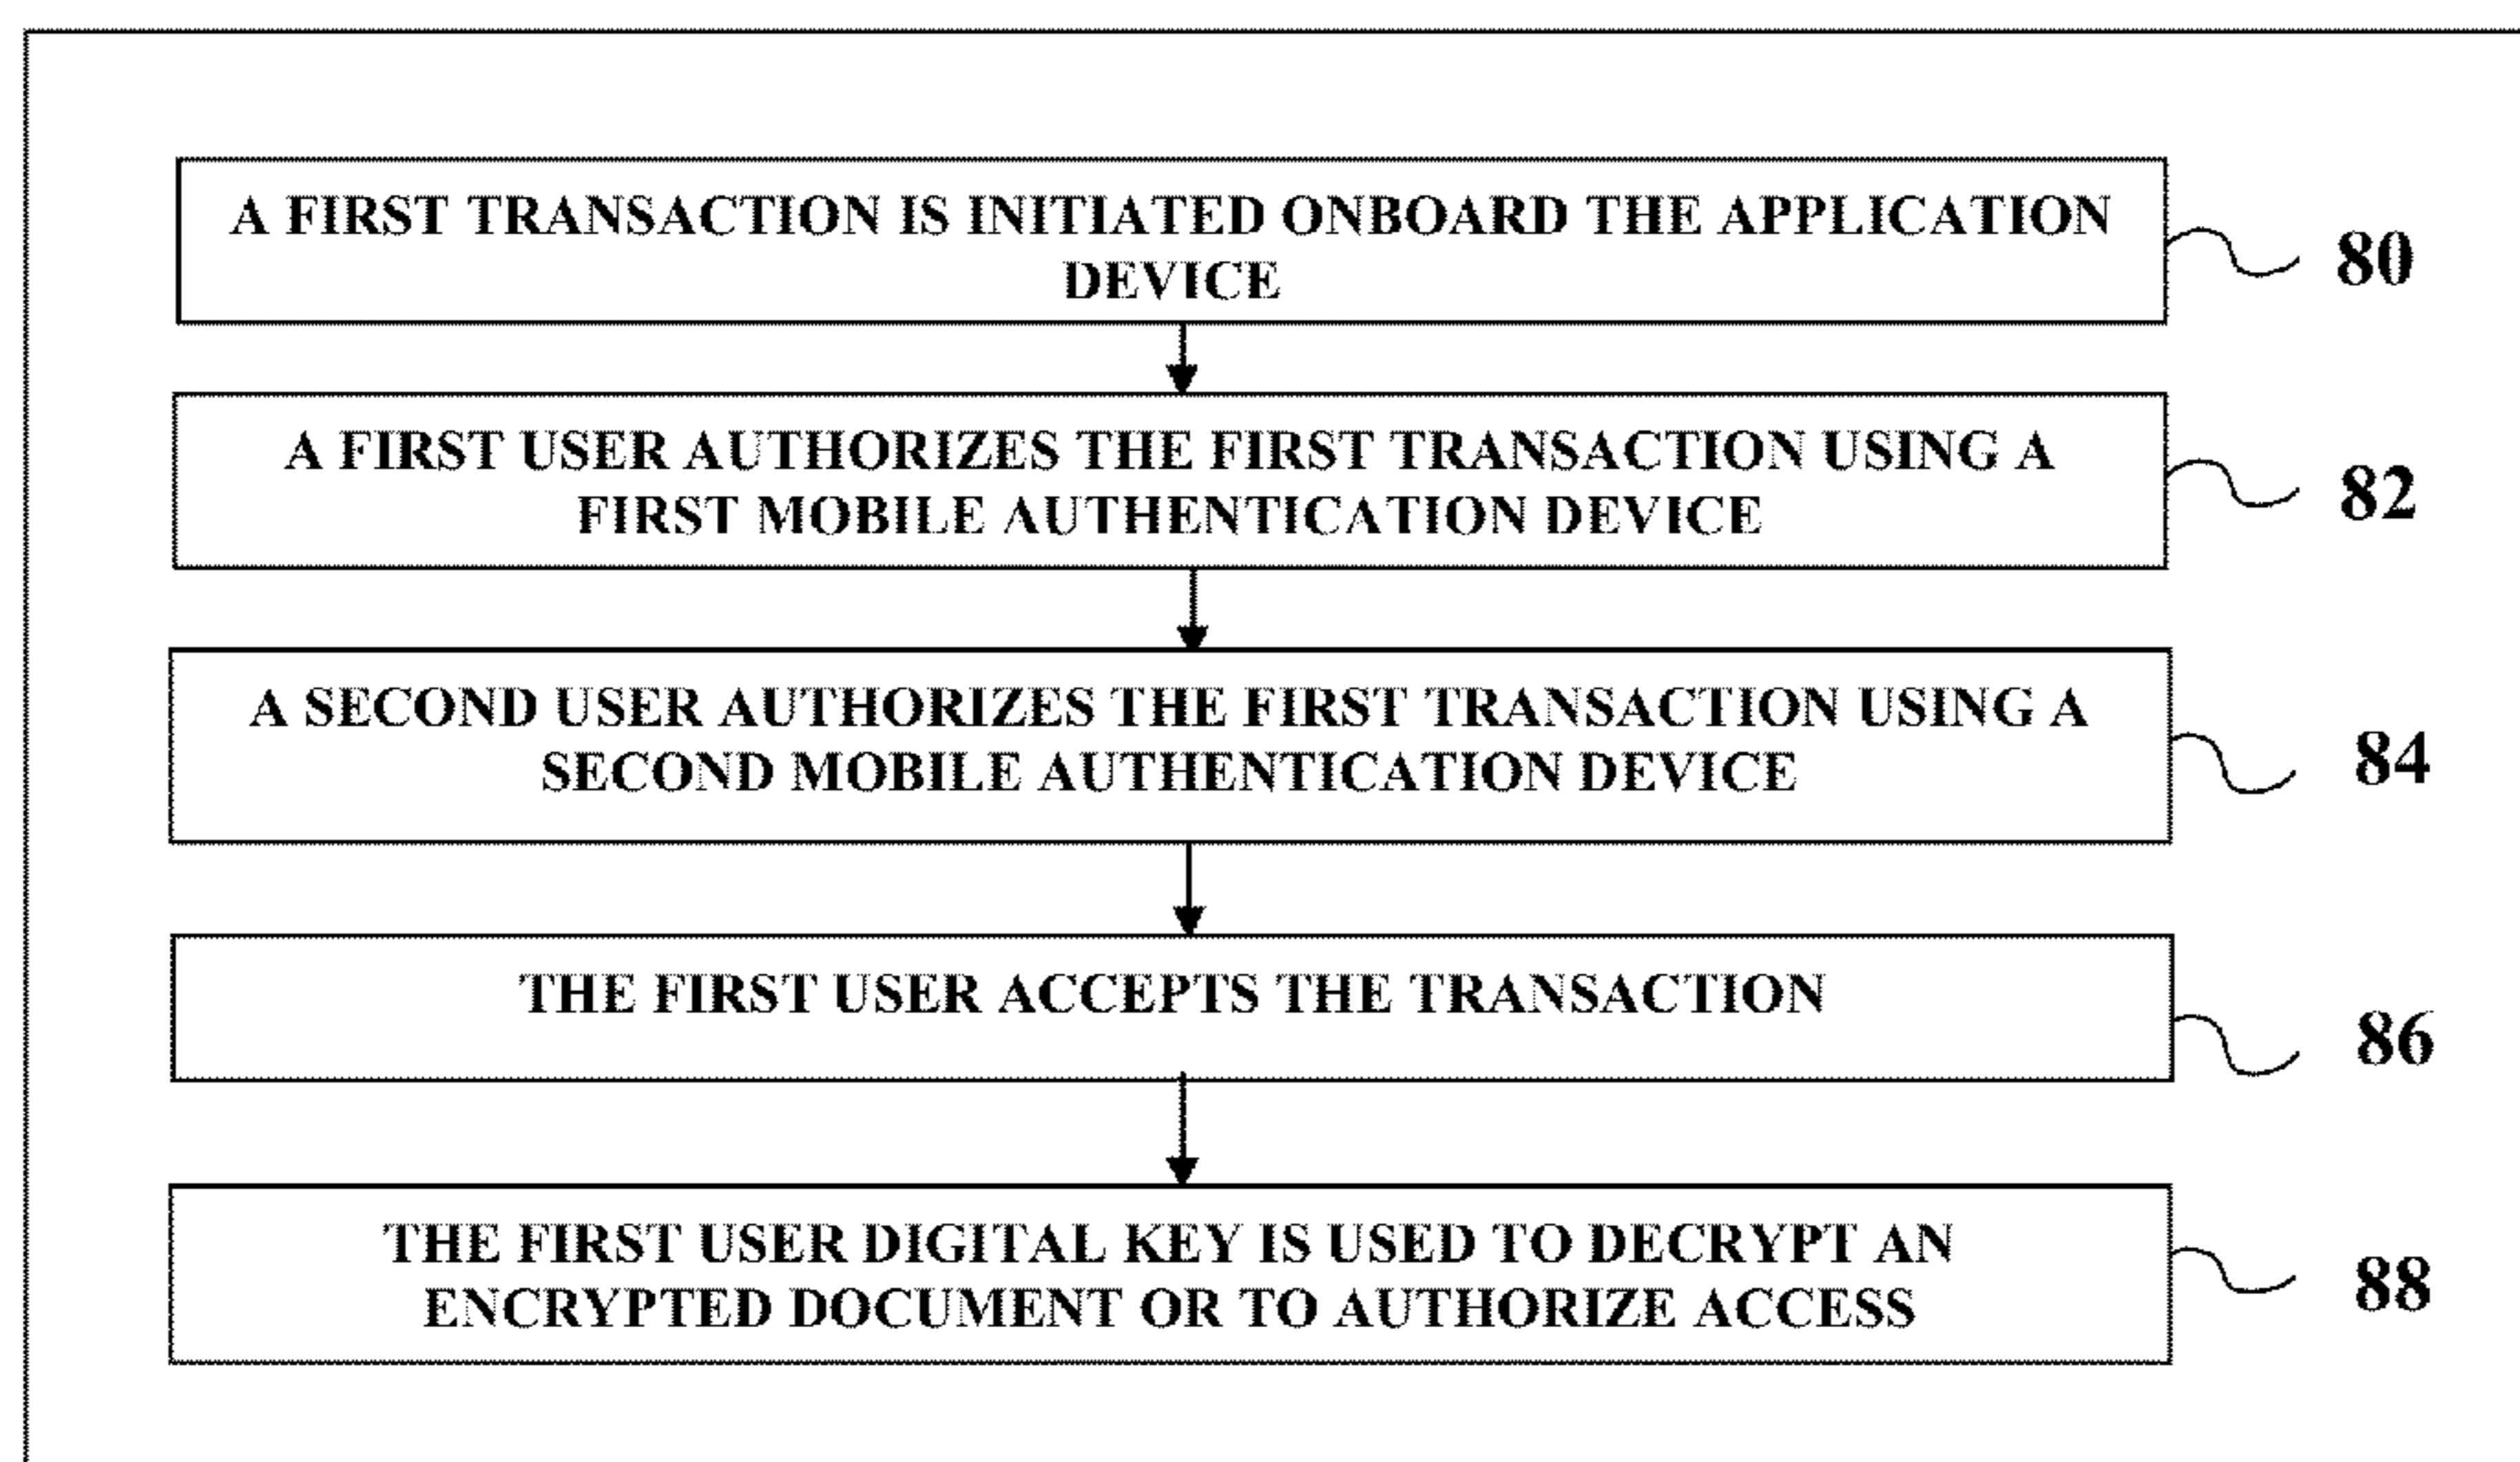 A FIRST TRANSACTION IS INITIATED ONBOARD THE APPLICATION
DEVICE
80
A FIRST USER AUTHORIZES THE FIRST TRANSACTION USING A
FIRST MOBILE AUTHENTICATION DEVICE
82
A SECOND USER AUTHORIZES THE FIRST TRANSACTION USING A
SECOND MOBILE AUTHENTICATION DEVICE
84
THE FIRST USER ACCEPTS THE TRANSACTION
86
THE FIRST USER DIGITAL KEY IS USED TO DECRYPT AN
ENCRYPTED DOCUMENT OR TO AUTHORIZE ACCESS
88